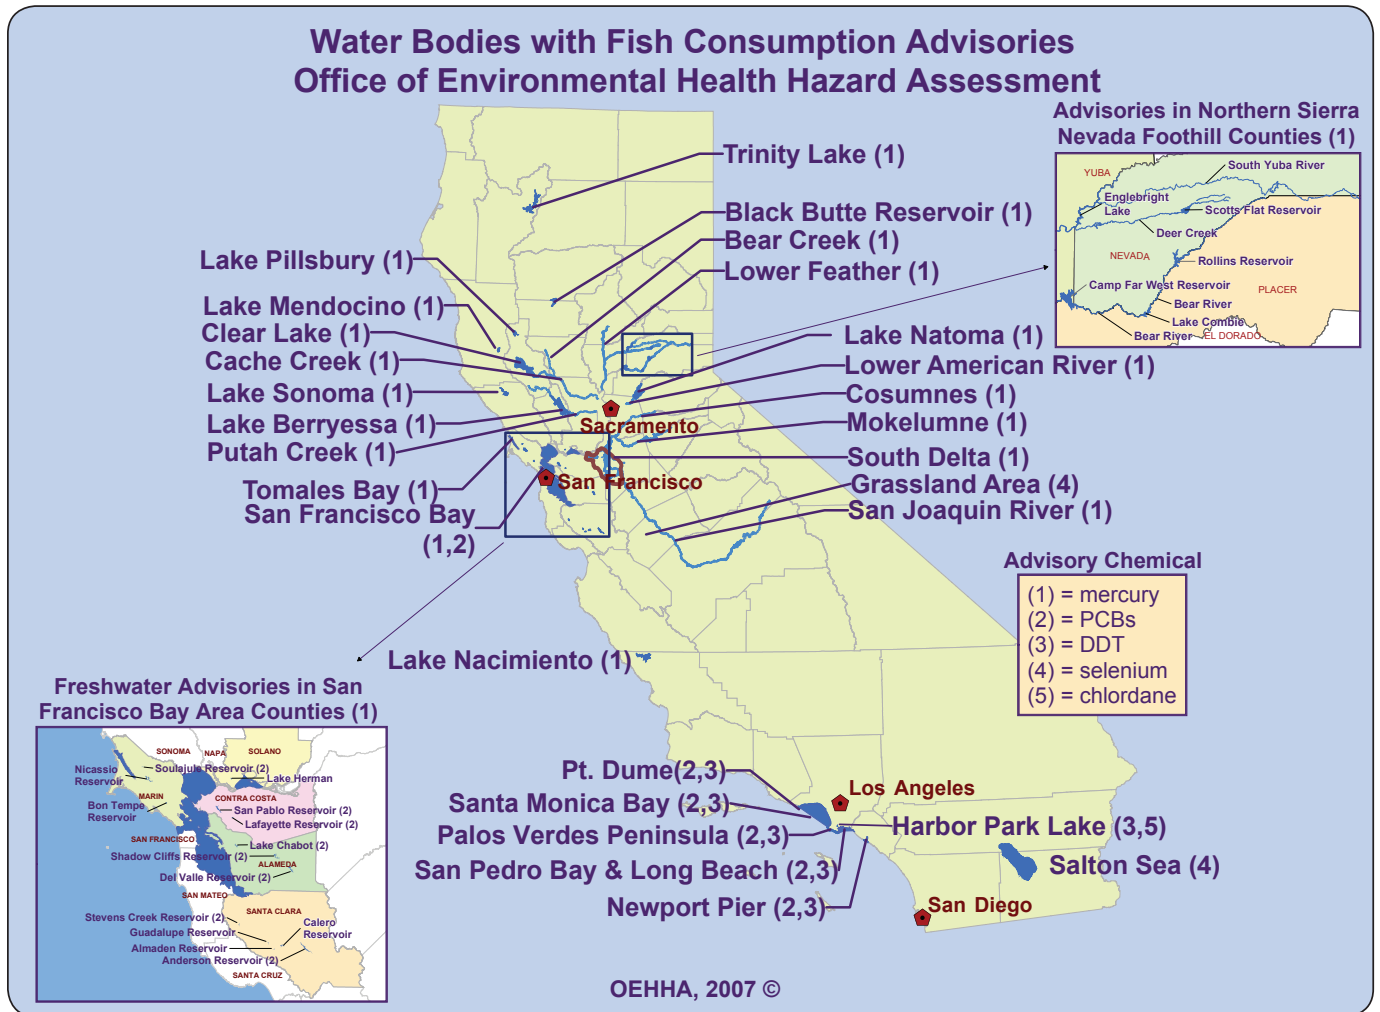 Water Bodies with Fish Consumption Advisories
Office of Environmental Health Hazard Assessment
Advisories in Northern Sierra
Nevada Foothill Counties (1)
YUBA
South Yuba River
Englebright
Lake
Scotts Flat Reservoir
Deer Creek
NEVADA
Rollins Reservoir
Camp Far West Reservoir
PLACER
Bear River
Lake Combie
Bear River
EL DORADO
Trinity Lake (1)
Black Butte Reservoir (1)
Bear Creek (1)
Lower Feather (1)
Lake Pillsbury (1)
Lake Mendocino (1)
Clear Lake (1)
Cache Creek (1)
Lake Sonoma (1)
Lake Berryessa (1)
Putah Creek (1)
Tomales Bay (1)
San Francisco Bay
(1,2)
Lake Natoma (1)
Lower American River (1)
Cosumnes (1)
Mokelumne (1)
South Delta (1)
Grassland Area (4)
San Joaquin River (1)
Sacramento
San Francisco
Advisory Chemical
(1) = mercury
(2) = PCBs
(3) = DDT
(4) = selenium
(5) = chlordane
Lake Nacimiento (1)
Freshwater Advisories in San
Francisco Bay Area Counties (1)
SONOMA
NAPA
SOLANO
Soulajule Reservoir (2)
Nicassio
Reservoir
Lake Herman
MARIN
CONTRA COSTA
Bon Tempe
Reservoir
San Pablo Reservoir (2)
Lafayette Reservoir (2)
SAN FRANCISCO
Lake Chabot (2)
Shadow Cliffs Reservoir (2)
ALAMEDA
Del Valle Reservoir (2)
SAN MATEO
SANTA CLARA
Stevens Creek Reservoir (2)
Calero
Reservoir
Guadalupe Reservoir
Almaden Reservoir
Anderson Reservoir (2)
SANTA CRUZ
Pt. Dume(2,3)
Los Angeles
Santa Monica Bay (2,3)
Harbor Park Lake (3,5)
Palos Verdes Peninsula (2,3)
Salton Sea (4)
San Pedro Bay & Long Beach (2,3)
Newport Pier (2,3)
San Diego
OEHHA, 2007 ©